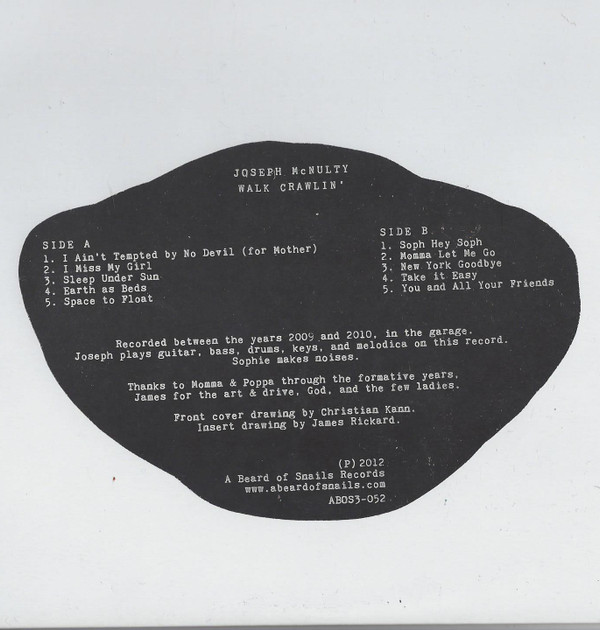 JOSEPH McNULTY
WALK CRAWLIN'
SIDE A
1. I Ain't Tempted by No Devil (for Mother)
2. I Miss My Girl
3. Sleep Under Sun
4. Earth as Beds
5. Space to Float
SIDE B
1. Soph Hey Soph
2. Momma Let Me Go
3. New York Goodbye
4. Take it Easy
5. You and All Your Friends
Recorded between the years 2009 and 2010, in the garage.
Joseph plays guitar, bass, drums, keys, and melodica on this record.
Sophie makes noises.
Thanks to Momma & Poppa through the formative years,
James for the art & drive, God, and the few ladies.
Front cover drawing by Christian Kann.
Insert drawing by James Rickard.
(P) 2012
A Beard of Snails Records
www.abeardofsnails.com
ABOS3-052